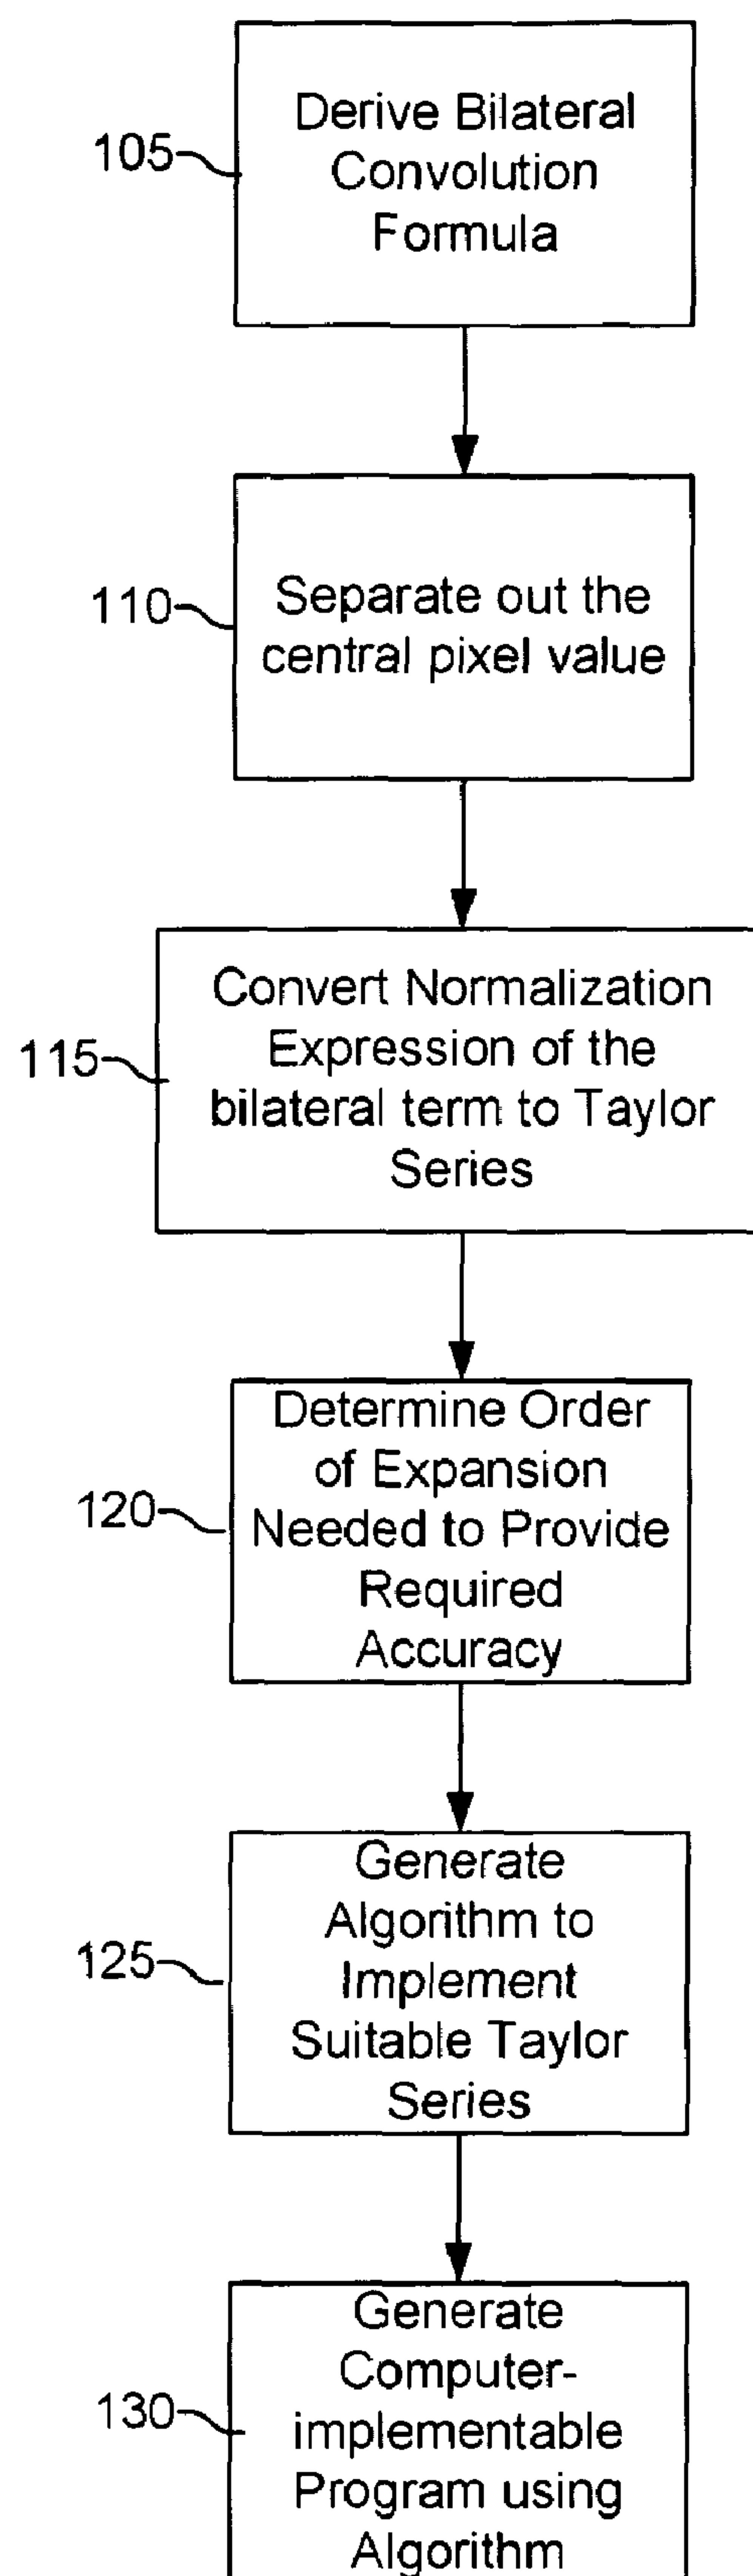 105
Derive Bilateral
Convolution
Formula
110
Separate out the
central pixel value
115
Convert Normalization
Expression of the
bilateral term to Taylor
Series
120
Determine Order
of Expansion
Needed to Provide
Required
Accuracy
125
Generate
Algorithm to
Implement
Suitable Taylor
Series
130
Generate
Computer-
implementable
Program using
Algorithm